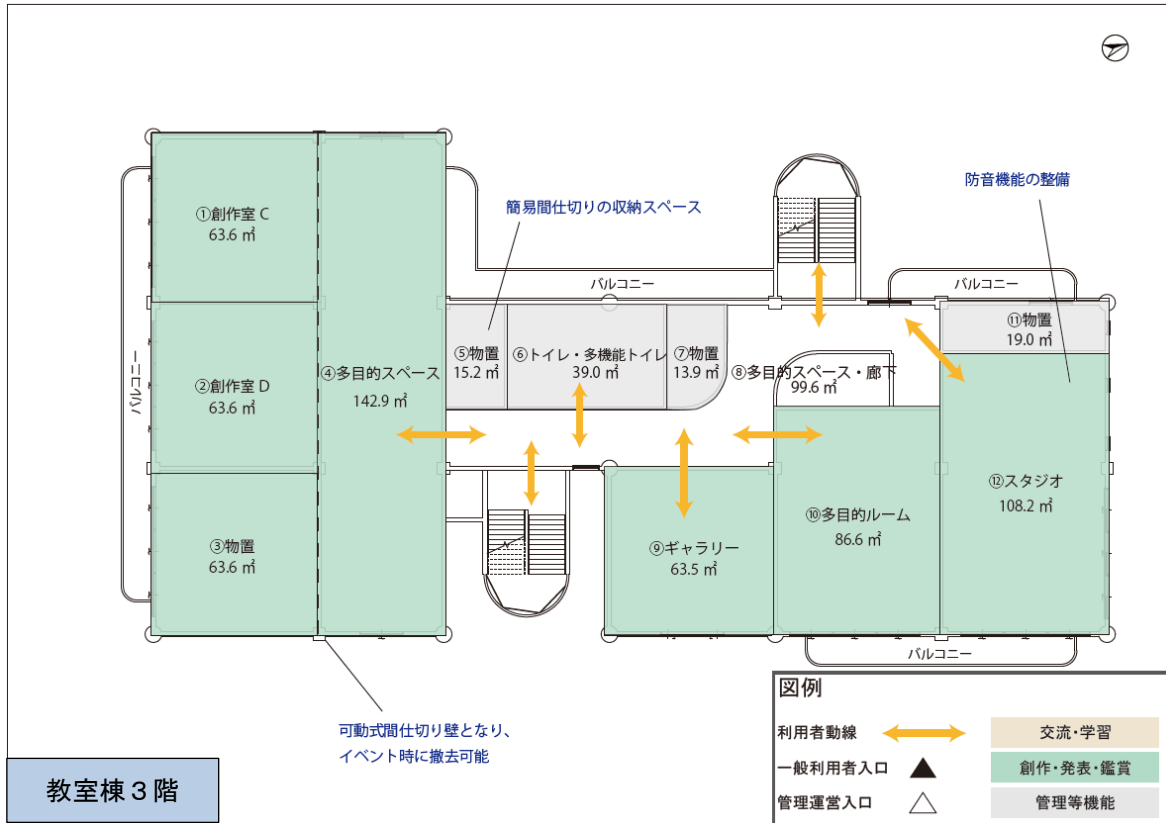 ①創作室 C
63.6 ㎡
②創作室 D
63.6 ㎡
③物置
63.6 ㎡
④多目的スペース
142.9 ㎡
簡易間仕切りの収納スペース
防音機能の整備
バルコニー
バルコニー
バルコニー
バルコニー
⑤物置
15.2 ㎡
⑥トイレ・多機能トイレ
39.0 ㎡
⑦物置
13.9 ㎡
⑧多目的スペース・廊下
99.6 ㎡
⑨ギャラリー
63.5 ㎡
⑩多目的ルーム
86.6 ㎡
⑪物置
19.0 ㎡
⑫スタジオ
108.2 ㎡
可動式間仕切り壁となり、
イベント時に撤去可能
教室棟３階
図例
利用者動線
交流・学習
一般利用者入口
創作・発表・鑑賞
管理運営入口
管理等機能